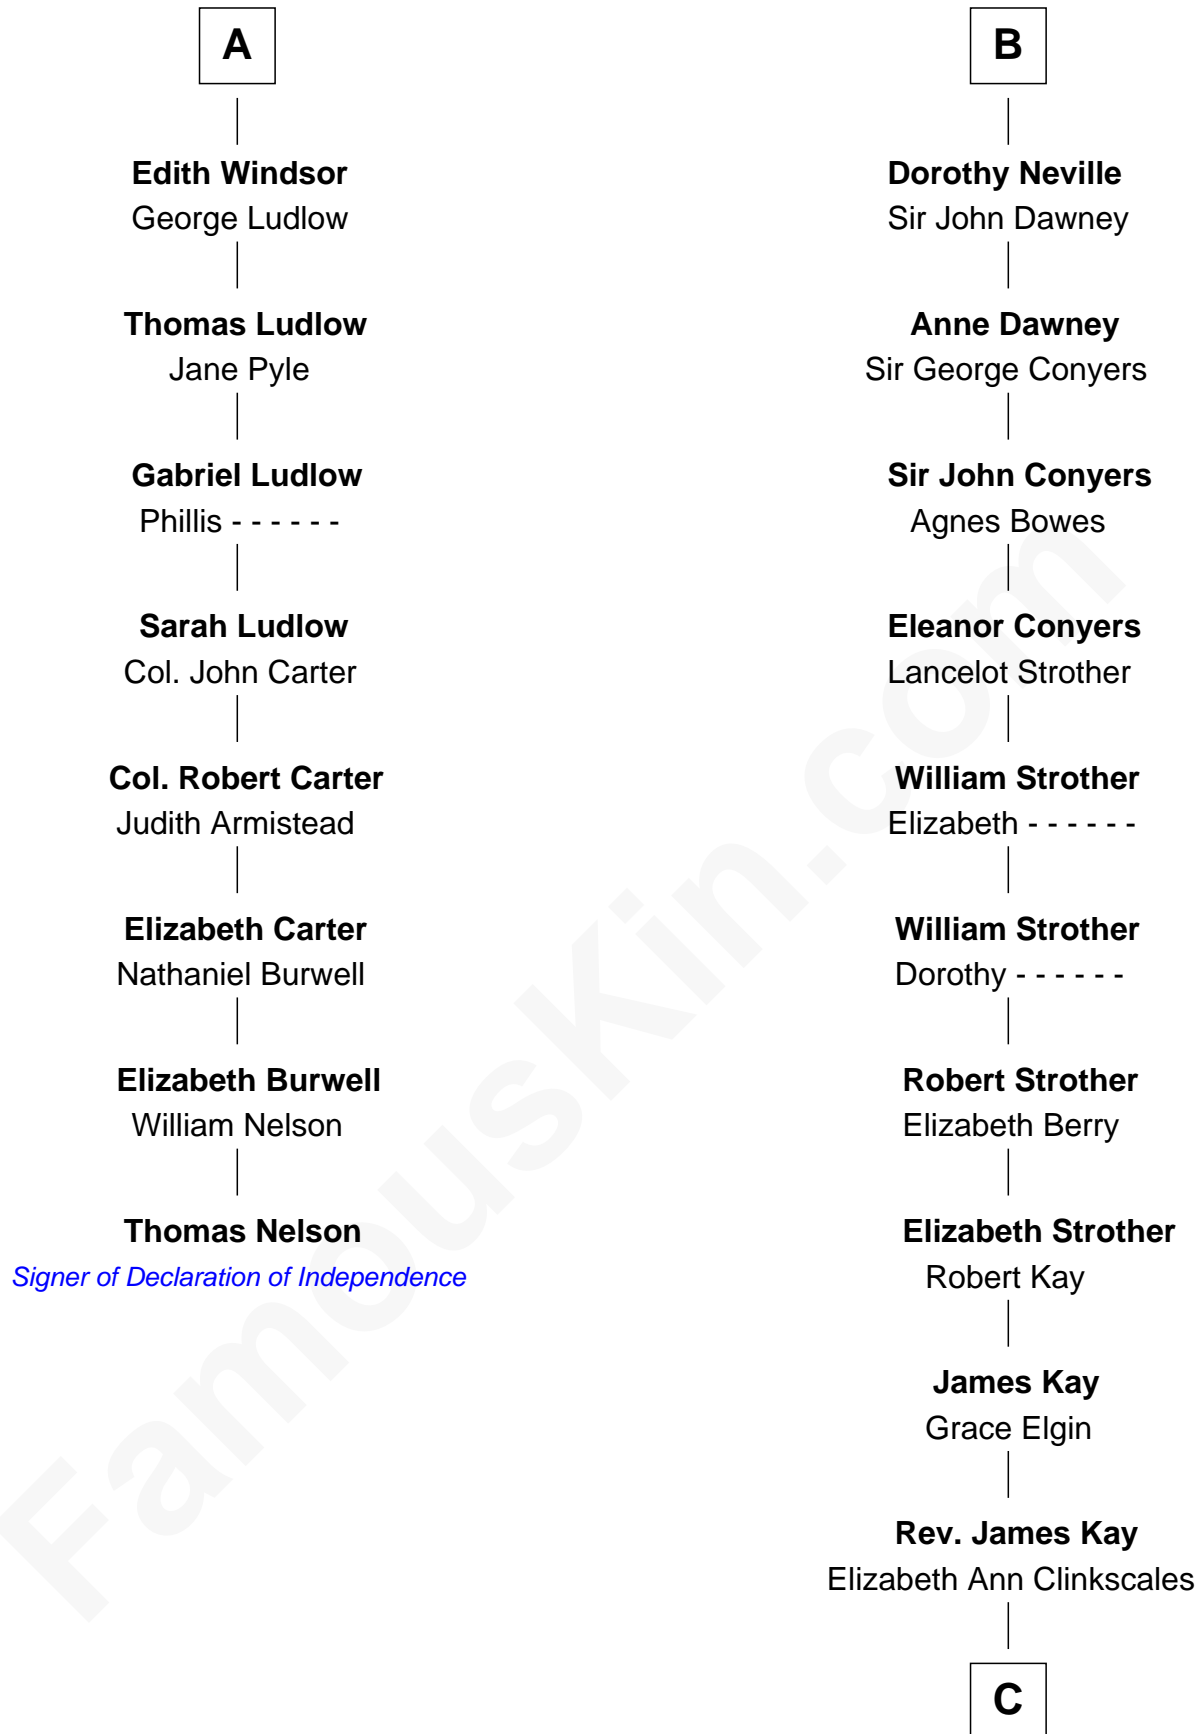 A
Edith Windsor
George Ludlow
Thomas Ludlow
Jane Pyle
Gabriel Ludlow
Phillis - - - - - -
Sarah Ludlow
Col. John Carter
Col. Robert Carter
Judith Armistead
Elizabeth Carter
Nathaniel Burwell
Elizabeth Burwell
William Nelson
Thomas Nelson
Signer of Declaration of Independence
B
Dorothy Neville
Sir John Dawney
Anne Dawney
Sir George Conyers
Sir John Conyers
Agnes Bowes
Eleanor Conyers
Lancelot Strother
William Strother
Elizabeth - - - - - -
William Strother
Dorothy - - - - - -
Robert Strother
Elizabeth Berry
Elizabeth Strother
Robert Kay
James Kay
Grace Elgin
Rev. James Kay
Elizabeth Ann Clinkscales
C
FamousKin.com